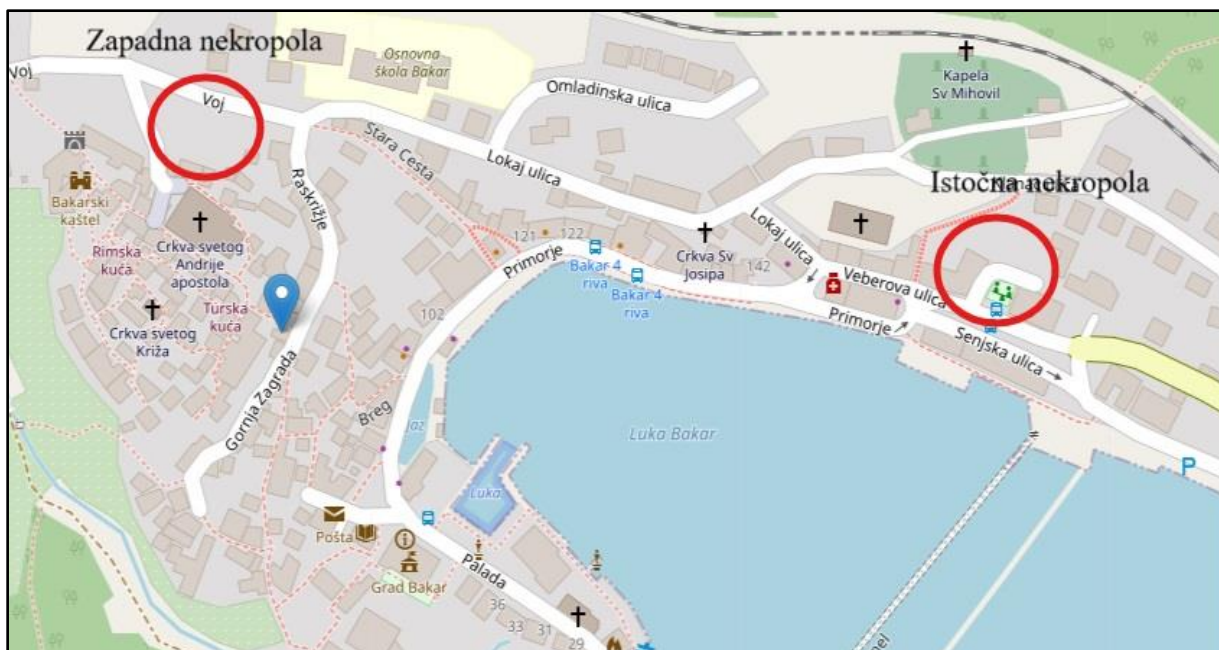 Zapadna nekropola
Osnovna
škola Bakar
Kapela
Sv Mihovil
Voj
Voj
Omladinska ulica
Stara Cesta
Lokaj ulica
Istočna nekropola
Bakarski
kaštel
Raskrižje
Rimska
kuća
Crkva svetog
Andrije
apostola
Turska
kuća
Crkva svetog
Križa
121
122
Primorje
Bakar 4
riva
Bakar 4
riva
Crkva Sv
Josipa
142
Lokaj ulica
Veberova ulica
Primorje
Senjska ulica
102
Gornja Zagrada
Breg
Jaz
Luka Bakar
Luka
P
Pošta
Grad Bakar
Palada
36
33
31
29